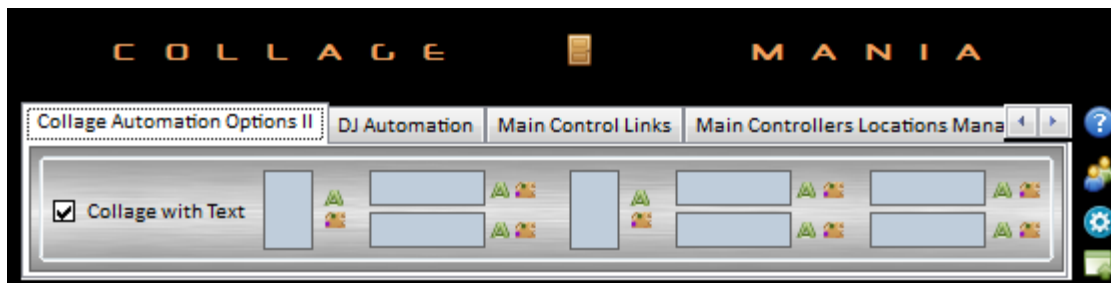 COLLAGE MANIA
Collage Automation Options II DJ Automation Main Control Links Main Controllers Locations Mana
Collage with Text